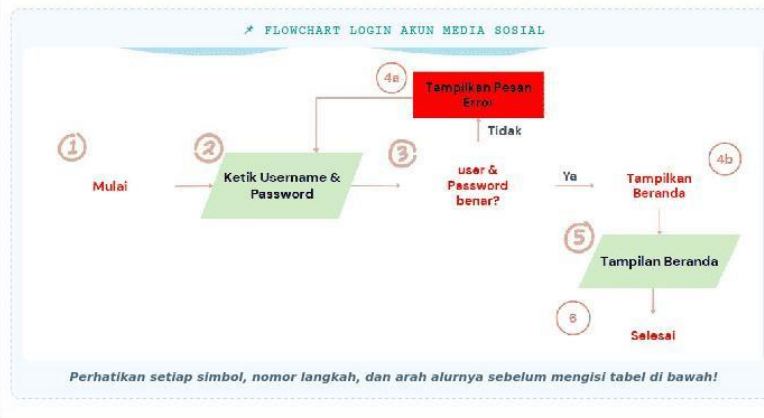 FLOWCHART LOGIN AKUN MEDIA SOSIAL
4a
Tampilkan Pesan
Error
Tidak
1
Mulai
2
Ketik Username &
Password
3
user &
Password
benar?
Ya
4b
Tampilkan
Beranda
5
Tampilan Beranda
6
Selesai
Perhatikan setiap simbol, nomor langkah, dan arah alurnya sebelum mengisi tabel di bawah!